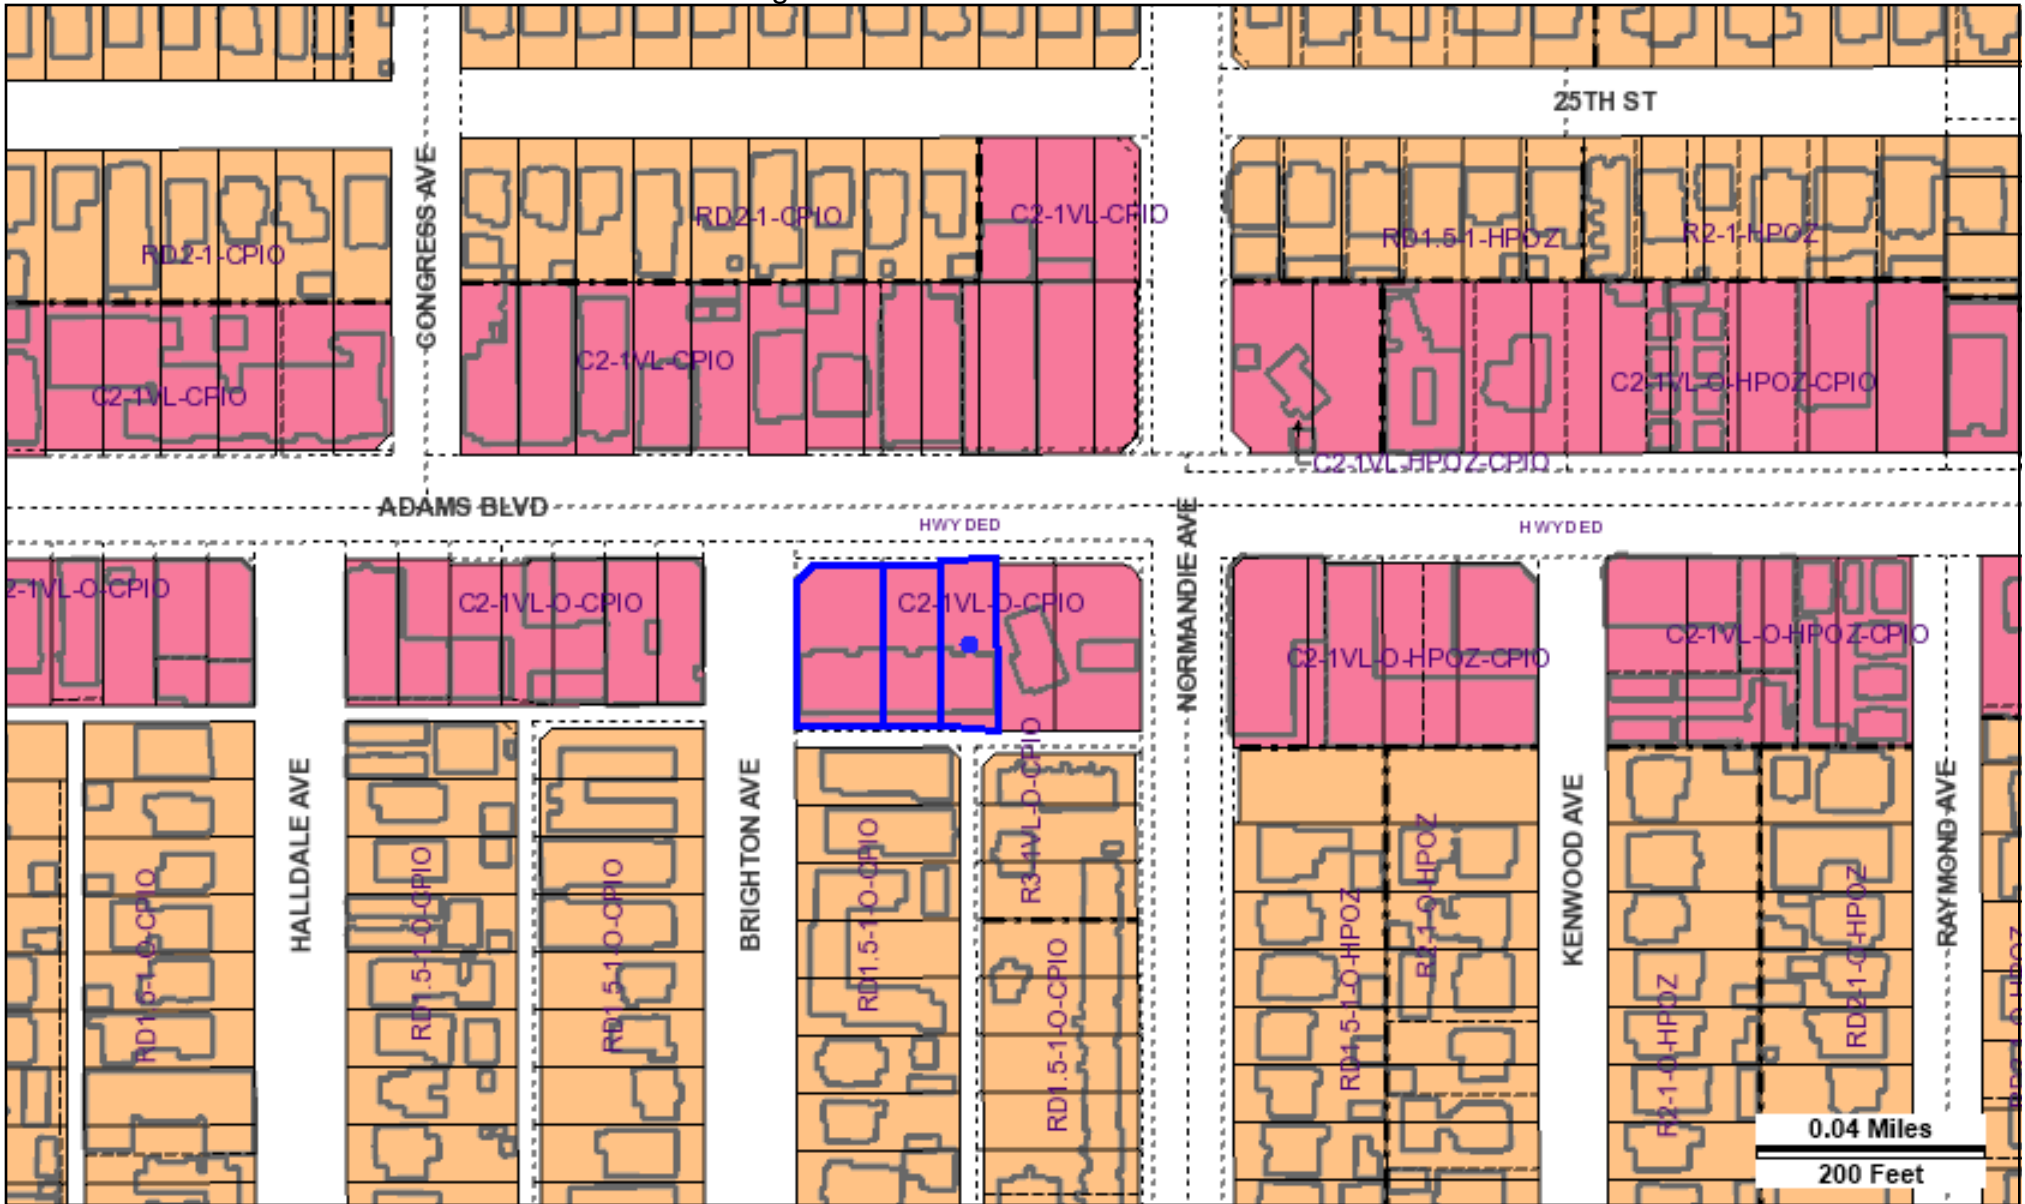 25TH ST
CONGRESS AVE
RD2-1-CPIO
C2-1VL-CPIO
RD1.5-1-HPOZ
R2-1-HPOZ
RD2-1-CPIO
C2-1VL-CPIO
C2-1VL-O-HPOZ-CPIO
C2-1VL-CPIO
C2-1VL-HPOZ-CPIO
ADAMS BLVD
HWYDED
HWYDED
NORMANDIE AVE
2-1VL-O-CPIO
C2-1VL-O-CPIO
C2-1VL-O-CPIO
C2-1VL-O-HPOZ-CPIO
C2-1VL-O-HPOZ-CPIO
HALLDALE AVE
BRIGHTON AVE
KENWOOD AVE
RAYMOND AVE
RD1.5-1-O-CPIO
RD1.5-1-O-CPIO
RD1.5-1-O-CPIO
RD1.5-1-O-CPIO
R3-1VL-O-CPIO
RD1.5-1-O-CPIO
RD1.5-1-O-HPOZ
R2-1-O-HPOZ
R2-1-O-HPOZ
RD2-1-O-HPOZ
0.04 Miles
200 Feet